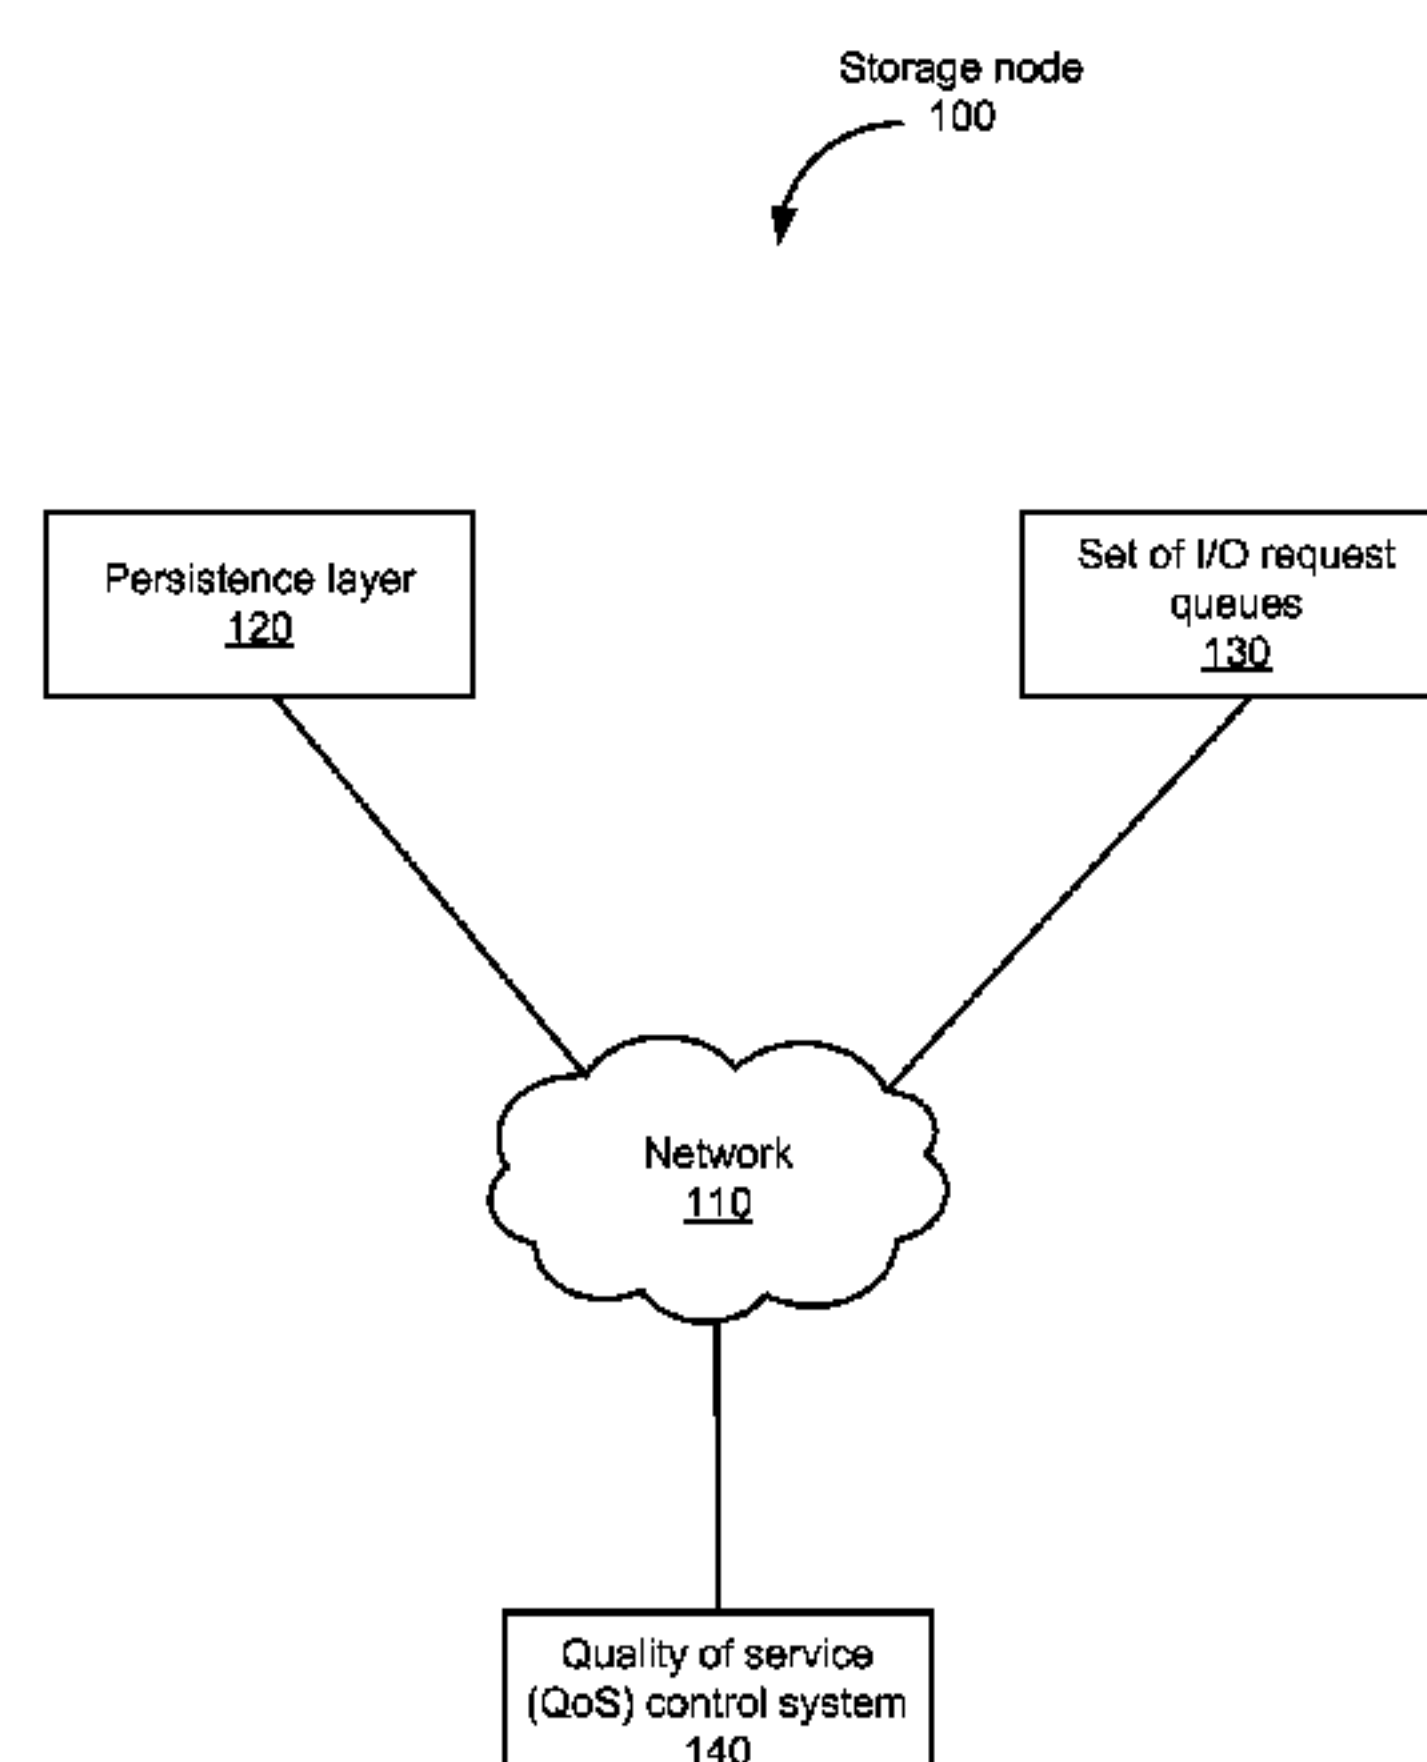 Storage node
100
Persistence layer
120
Set of I/O request
queues
130
Network
110
Quality of service
(QoS) control system
140